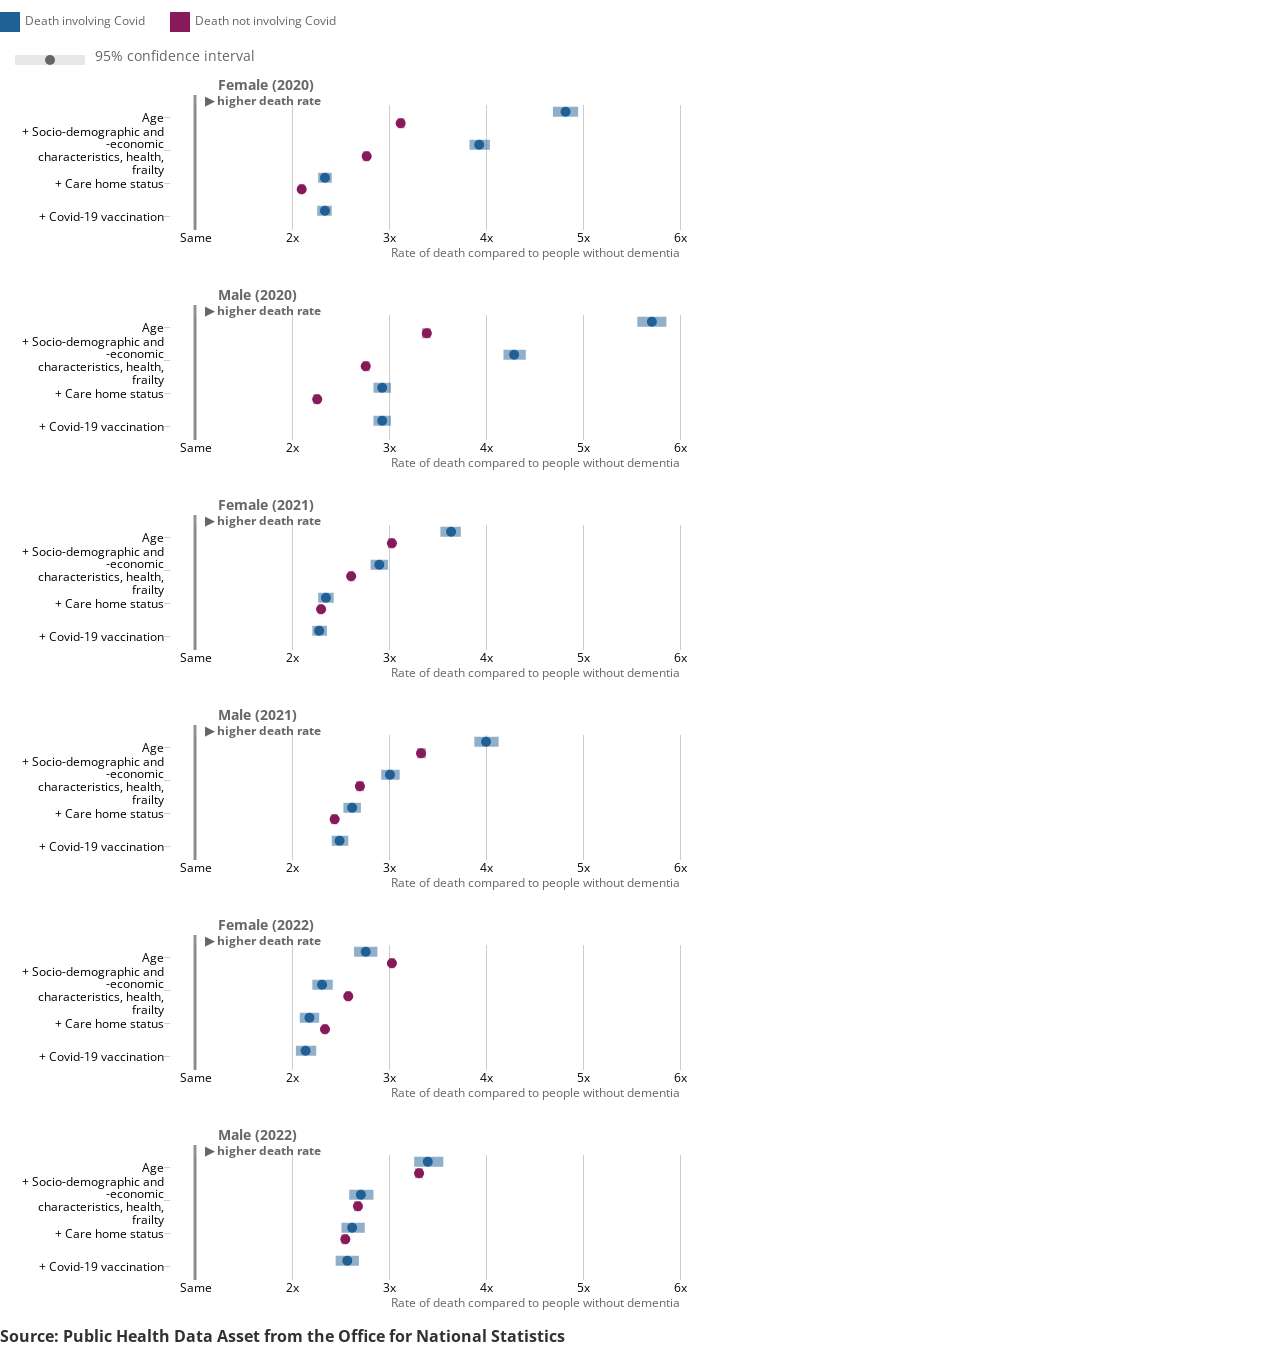 Death involving Covid
Death not involving Covid
95% confidence interval
Female (2020)
▶ higher death rate
Age
+ Socio-demographic and
-economic
characteristics, health,
frailty
+ Care home status
+ Covid-19 vaccination
Same 2x 3x 4x 5x 6x
Rate of death compared to people without dementia
Male (2020)
▶ higher death rate
Age
+ Socio-demographic and
-economic
characteristics, health,
frailty
+ Care home status
+ Covid-19 vaccination
Same 2x 3x 4x 5x 6x
Rate of death compared to people without dementia
Female (2021)
▶ higher death rate
Age
+ Socio-demographic and
-economic
characteristics, health,
frailty
+ Care home status
+ Covid-19 vaccination
Same 2x 3x 4x 5x 6x
Rate of death compared to people without dementia
Male (2021)
▶ higher death rate
Age
+ Socio-demographic and
-economic
characteristics, health,
frailty
+ Care home status
+ Covid-19 vaccination
Same 2x 3x 4x 5x 6x
Rate of death compared to people without dementia
Female (2022)
▶ higher death rate
Age
+ Socio-demographic and
-economic
characteristics, health,
frailty
+ Care home status
+ Covid-19 vaccination
Same 2x 3x 4x 5x 6x
Rate of death compared to people without dementia
Male (2022)
▶ higher death rate
Age
+ Socio-demographic and
-economic
characteristics, health,
frailty
+ Care home status
+ Covid-19 vaccination
Same 2x 3x 4x 5x 6x
Rate of death compared to people without dementia
Source: Public Health Data Asset from the Office for National Statistics